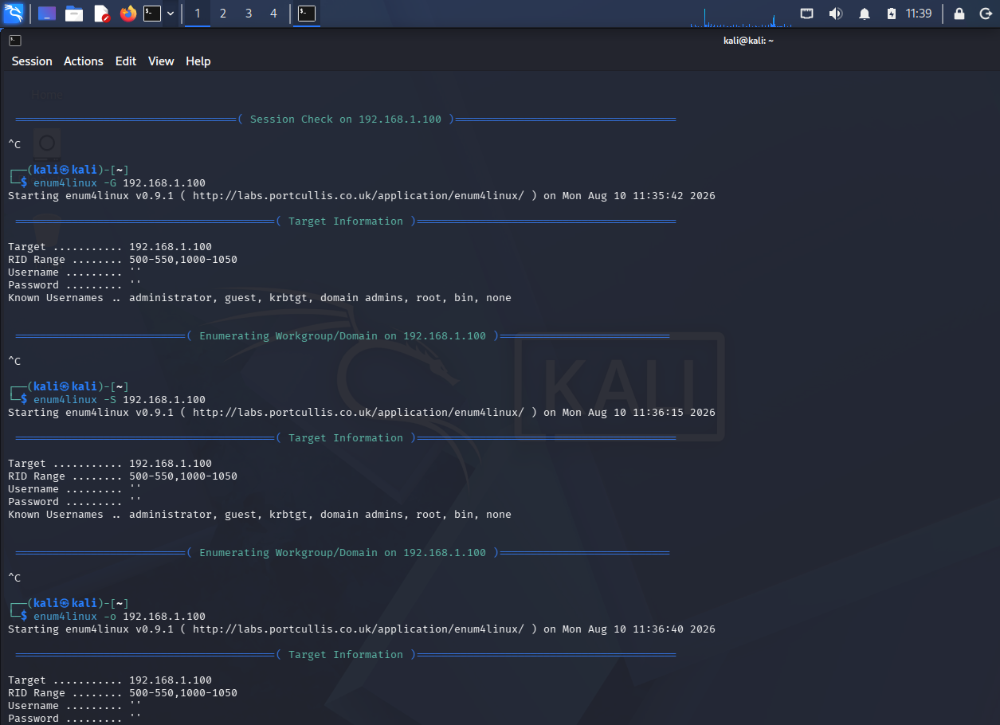 1 2 3 4 11:39
kali@kali: ~
Session Actions Edit View Help
Home
( Session Check on 192.168.1.100 )
^C
┌──(kali㉿kali)-[~]
└─$ enum4linux -G 192.168.1.100
Starting enum4linux v0.9.1 ( http://labs.portcullis.co.uk/application/enum4linux/ ) on Mon Aug 10 11:35:42 2026
( Target Information )
Target ........... 192.168.1.100
RID Range ........ 500-550,1000-1050
Username ......... ''
Password ......... ''
Known Usernames .. administrator, guest, krbtgt, domain admins, root, bin, none
( Enumerating Workgroup/Domain on 192.168.1.100 )
^C
KALI
┌──(kali㉿kali)-[~]
└─$ enum4linux -S 192.168.1.100
Starting enum4linux v0.9.1 ( http://labs.portcullis.co.uk/application/enum4linux/ ) on Mon Aug 10 11:36:15 2026
( Target Information )
Target ........... 192.168.1.100
RID Range ........ 500-550,1000-1050
Username ......... ''
Password ......... ''
Known Usernames .. administrator, guest, krbtgt, domain admins, root, bin, none
( Enumerating Workgroup/Domain on 192.168.1.100 )
^C
┌──(kali㉿kali)-[~]
└─$ enum4linux -o 192.168.1.100
Starting enum4linux v0.9.1 ( http://labs.portcullis.co.uk/application/enum4linux/ ) on Mon Aug 10 11:36:40 2026
( Target Information )
Target ........... 192.168.1.100
RID Range ........ 500-550,1000-1050
Username ......... ''
Password ......... ''